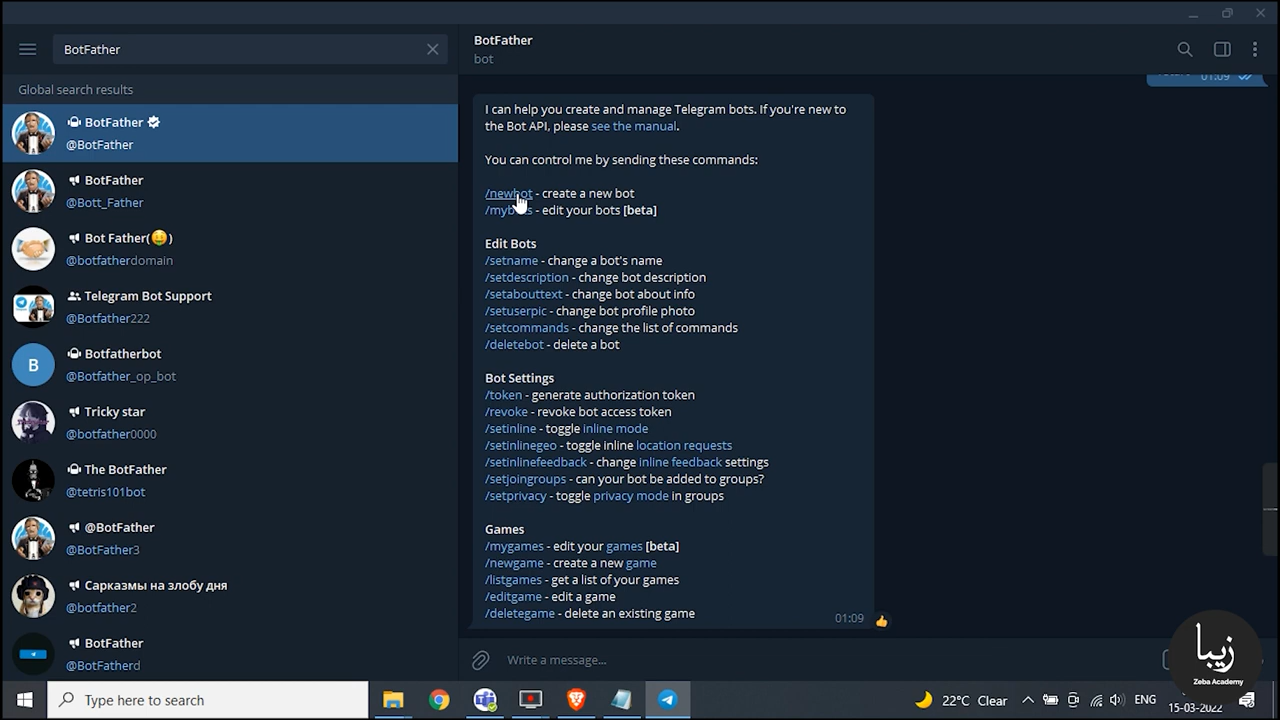 BotFather
Global search results
BotFather
@BotFather
BotFather
@Bott_Father
Bot Father(🤑)
@botfatherdomain
Telegram Bot Support
@Botfather222
B
Botfatherbot
@Botfather_op_bot
Tricky star
@botfather0000
The BotFather
@tetris101bot
@BotFather
@BotFather3
Сарказмы на злобу дня
@botfather2
BotFather
@BotFatherd
BotFather
bot
01:09
I can help you create and manage Telegram bots. If you're new to
the Bot API, please see the manual.
You can control me by sending these commands:
/newbot - create a new bot
/mybots - edit your bots [beta]
Edit Bots
/setname - change a bot's name
/setdescription - change bot description
/setabouttext - change bot about info
/setuserpic - change bot profile photo
/setcommands - change the list of commands
/deletebot - delete a bot
Bot Settings
/token - generate authorization token
/revoke - revoke bot access token
/setinline - toggle inline mode
/setinlinegeo - toggle inline location requests
/setinlinefeedback - change inline feedback settings
/setjoingroups - can your bot be added to groups?
/setprivacy - toggle privacy mode in groups
Games
/mygames - edit your games [beta]
/newgame - create a new game
/listgames - get a list of your games
/editgame - edit a game
/deletegame - delete an existing game
01:09
Write a message...
زيبا
Zeba Academy
Type here to search
22°C Clear
ENG
15-03-2022